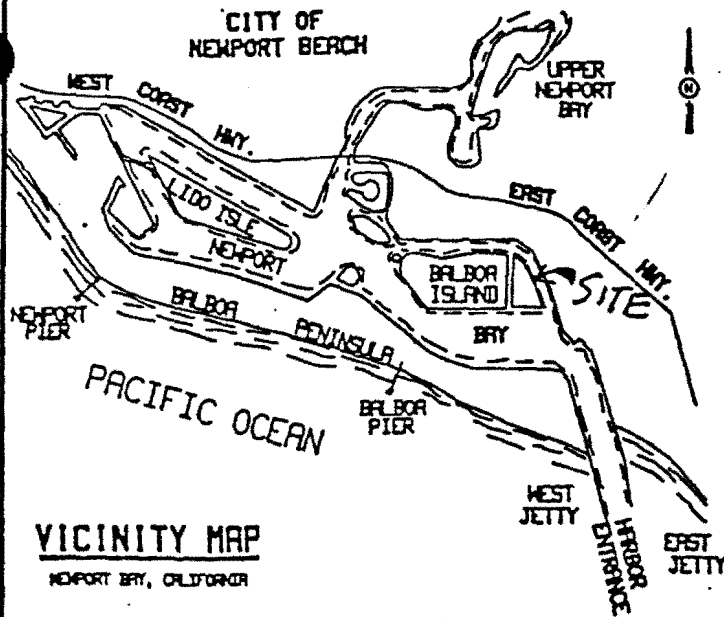 CITY OF
NEWPORT BEACH
UPPER
NEWPORT
BAY
N
WEST COAST HWY.
EAST COAST HWY.
LIDO ISLE
NEWPORT
BALBOA
ISLAND
SITE
BAY
NEWPORT
PIER
BALBOA PENINSULA
BALBOA
PIER
PACIFIC OCEAN
WEST
JETTY
HARBOR
ENTRANCE
EAST
JETTY
VICINITY MAP
NEWPORT BAY, CALIFORNIA